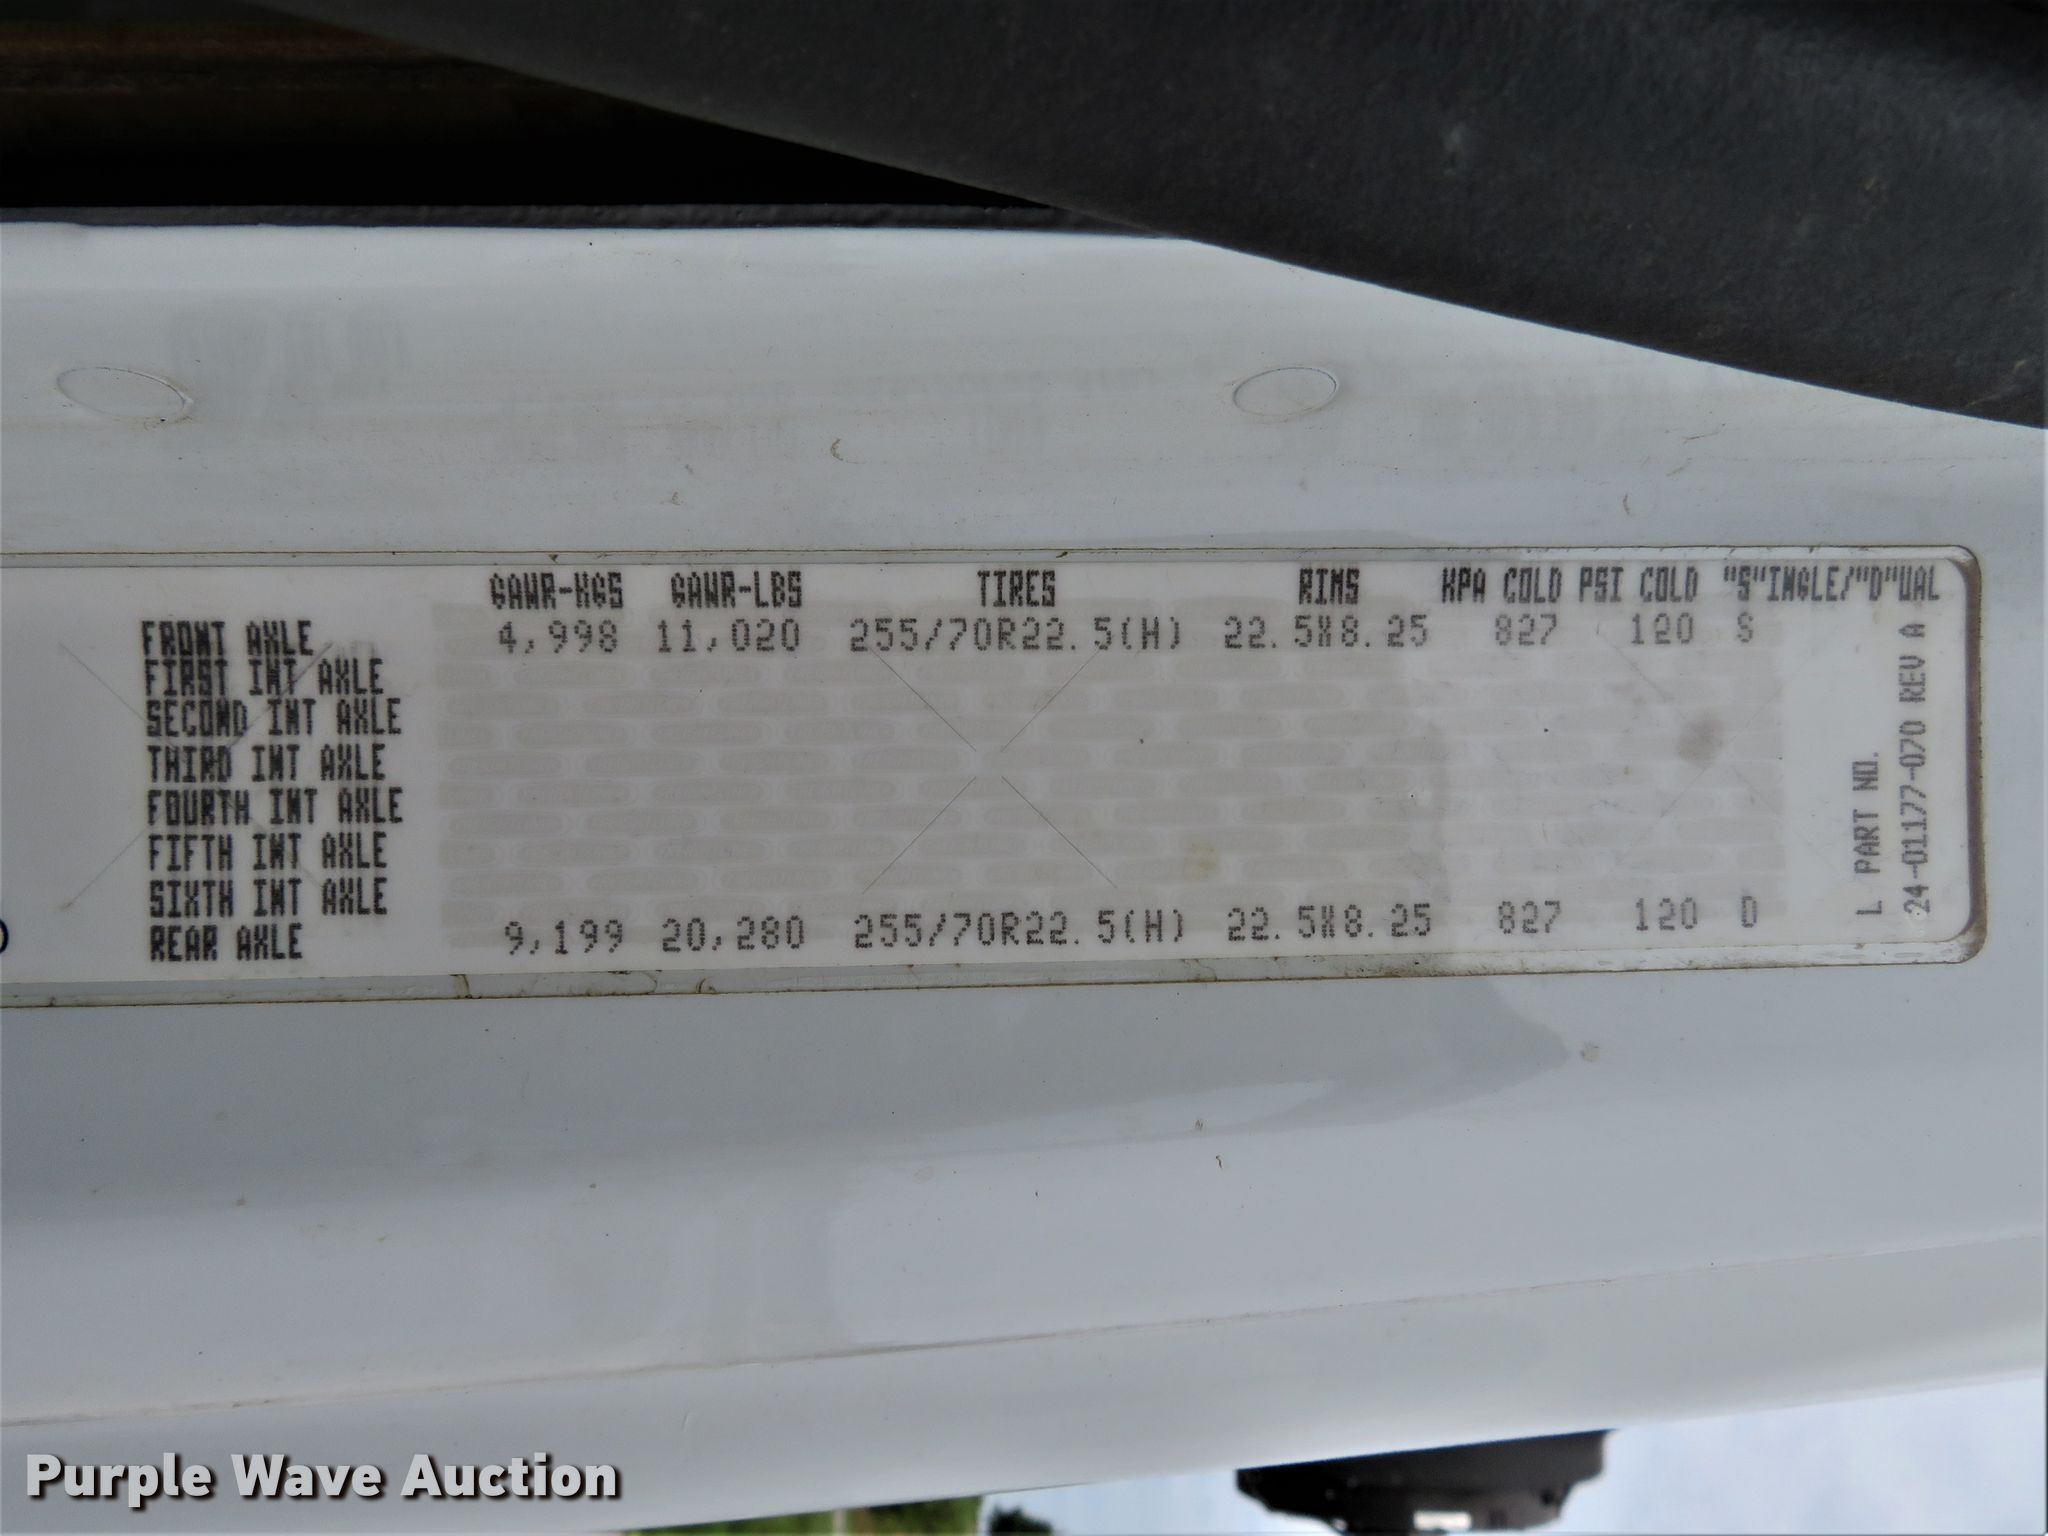 GAWR-KGS GAWR-LBS TIRES RIMS KPA COLD PSI COLD "S"INGLE/"D"UAL
FRONT AXLE 4,998 11,020 255/70R22.5(H) 22.5X8.25 827 120 S
FIRST INT AXLE
SECOND INT AXLE
THIRD INT AXLE
FOURTH INT AXLE
FIFTH INT AXLE
SIXTH INT AXLE
REAR AXLE 9,199 20,280 255/70R22.5(H) 22.5X8.25 827 120 D
L PART NO.
24-01177-070 REV A
Purple Wave Auction